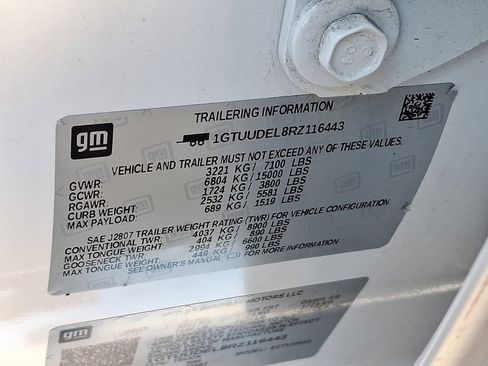 TRAILERING INFORMATION
gm
1GTUUDEL8RZ116443
VEHICLE AND TRAILER MUST NOT EXCEED ANY OF THESE VALUES.
GVWR: 3221 KG/ 7100 LBS
GCWR: 6804 KG/15000 LBS
RGAWR: 1724 KG/ 3800 LBS
CURB WEIGHT: 2532 KG/ 5581 LBS
MAX PAYLOAD: 689 KG/ 1519 LBS
SAE J2807 TRAILER WEIGHT RATING (TWR) FOR VEHICLE CONFIGURATION.
CONVENTIONAL TWR: 4037 KG/ 8900 LBS
MAX TONGUE WEIGHT: 404 KG/ 890 LBS
GOOSENECK TWR: 2994 KG/ 6600 LBS
MAX TONGUE WEIGHT: 449 KG/ 990 LBS
SEE OWNER'S MANUAL FOR MORE INFORMATION
gm
MOTORS LLC
1GTUUDEL8RZ116443